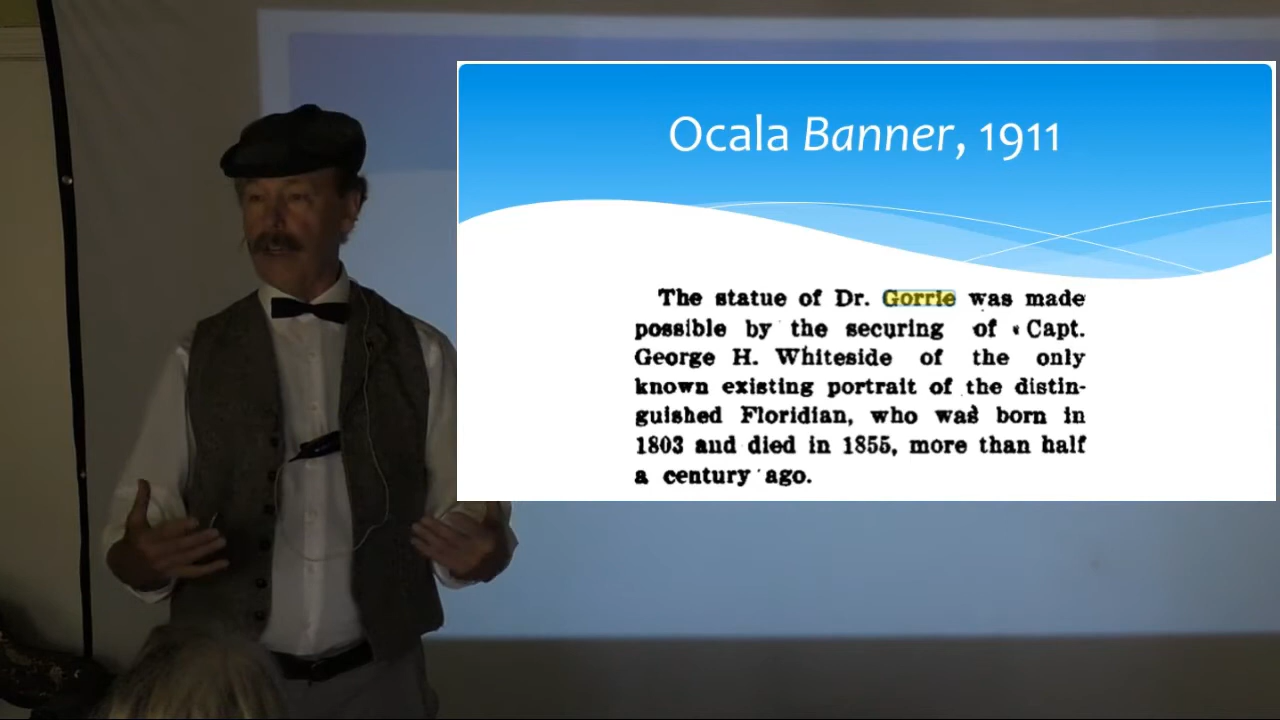 Ocala Banner, 1911
The statue of Dr. Gorrie was made
possible by the securing of Capt.
George H. Whiteside of the only
known existing portrait of the distin-
guished Floridian, who was born in
1803 and died in 1855, more than half
a century ago.